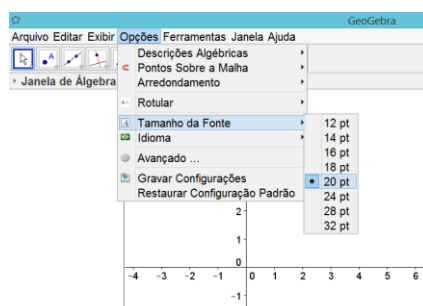 GeoGebra
Arquivo Editar Exibir Opções Ferramentas Janela Ajuda
A
Janela de Álgebra
Descrições Algébricas
Pontos Sobre a Malha
Arredondamento
Rotular
Tamanho da Fonte
Idioma
Avançado ...
Gravar Configurações
Restaurar Configuração Padrão
12 pt
14 pt
16 pt
18 pt
20 pt
24 pt
28 pt
32 pt
2
1
0
-4 -3 -2 -1 0 1 2 3 4 5 6
-1